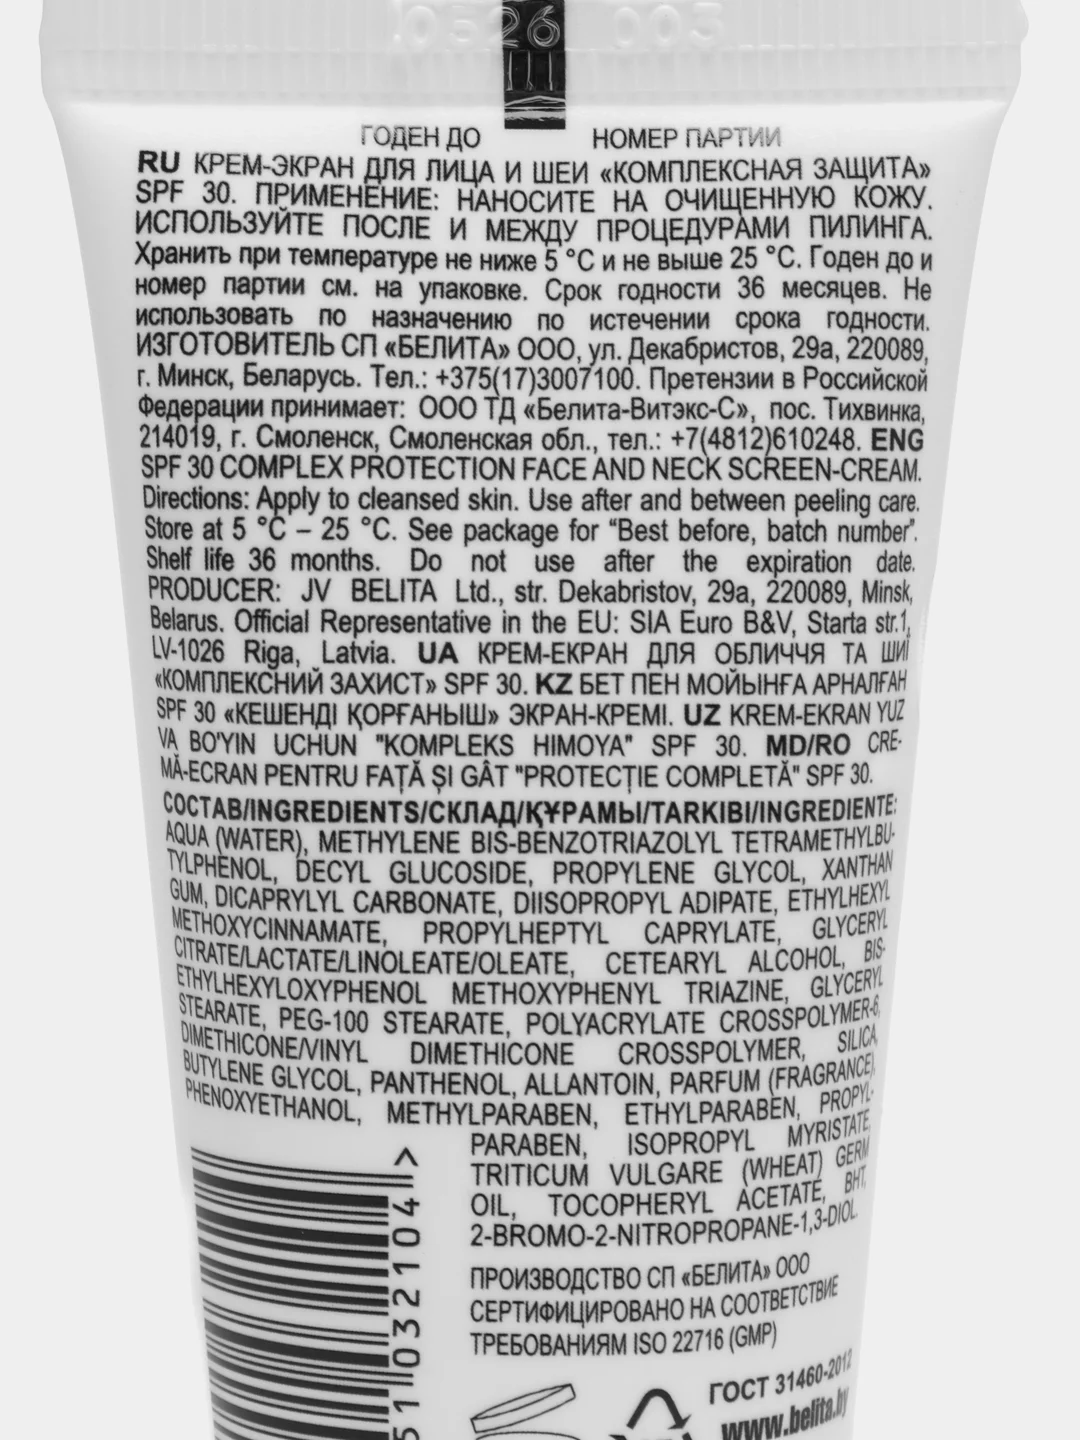 0526 003
ГОДЕН ДО НОМЕР ПАРТИИ
RU КРЕМ-ЭКРАН ДЛЯ ЛИЦА И ШЕИ «КОМПЛЕКСНАЯ ЗАЩИТА»
SPF 30. ПРИМЕНЕНИЕ: НАНОСИТЕ НА ОЧИЩЕННУЮ КОЖУ.
ИСПОЛЬЗУЙТЕ ПОСЛЕ И МЕЖДУ ПРОЦЕДУРАМИ ПИЛИНГА.
Хранить при температуре не ниже 5 °С и не выше 25 °С. Годен до и
номер партии см. на упаковке. Срок годности 36 месяцев. Не
использовать по назначению по истечении срока годности.
ИЗГОТОВИТЕЛЬ СП «БЕЛИТА» ООО, ул. Декабристов, 29а, 220089,
г. Минск, Беларусь. Тел.: +375(17)3007100. Претензии в Российской
Федерации принимает: ООО ТД «Белита-Витэкс-С», пос. Тихвинка,
214019, г. Смоленск, Смоленская обл., тел.: +7(4812)610248. ENG
SPF 30 COMPLEX PROTECTION FACE AND NECK SCREEN-CREAM.
Directions: Apply to cleansed skin. Use after and between peeling care.
Store at 5 °C – 25 °C. See package for “Best before, batch number”.
Shelf life 36 months. Do not use after the expiration date.
PRODUCER: JV BELITA Ltd., str. Dekabristov, 29a, 220089, Minsk,
Belarus. Official Representative in the EU: SIA Euro B&V, Starta str.1,
LV-1026 Riga, Latvia. UA КРЕМ-ЕКРАН ДЛЯ ОБЛИЧЧЯ ТА ШИЇ
«КОМПЛЕКСНИЙ ЗАХИСТ» SPF 30. KZ БЕТ ПЕН МОЙЫНҒА АРНАЛҒАН
SPF 30 «КЕШЕНДІ ҚОРҒАНЫШ» ЭКРАН-КРЕМІ. UZ KREM-EKRAN YUZ
VA BO'YIN UCHUN "KOMPLEKS HIMOYA" SPF 30. MD/RO CRE-
MĂ-ECRAN PENTRU FAȚĂ ȘI GÂT "PROTECȚIE COMPLETĂ" SPF 30.
СОСТАВ/INGREDIENTS/СКЛАД/ҚҰРАМЫ/TARKIBI/INGREDIENTE:
AQUA (WATER), METHYLENE BIS-BENZOTRIAZOLYL TETRAMETHYLBU-
TYLPHENOL, DECYL GLUCOSIDE, PROPYLENE GLYCOL, XANTHAN
GUM, DICAPRYLYL CARBONATE, DIISOPROPYL ADIPATE, ETHYLHEXYL
METHOXYCINNAMATE, PROPYLHEPTYL CAPRYLATE, GLYCERYL
CITRATE/LACTATE/LINOLEATE/OLEATE, CETEARYL ALCOHOL, BIS-
ETHYLHEXYLOXYPHENOL METHOXYPHENYL TRIAZINE, GLYCERYL
STEARATE, PEG-100 STEARATE, POLYACRYLATE CROSSPOLYMER-6,
DIMETHICONE/VINYL DIMETHICONE CROSSPOLYMER, SILICA,
BUTYLENE GLYCOL, PANTHENOL, ALLANTOIN, PARFUM (FRAGRANCE),
PHENOXYETHANOL, METHYLPARABEN, ETHYLPARABEN, PROPYL-
PARABEN, ISOPROPYL MYRISTATE,
TRITICUM VULGARE (WHEAT) GERM
OIL, TOCOPHERYL ACETATE, BHT,
2-BROMO-2-NITROPROPANE-1,3-DIOL.
ПРОИЗВОДСТВО СП «БЕЛИТА» ООО
СЕРТИФИЦИРОВАНО НА СООТВЕТСТВИЕ
ТРЕБОВАНИЯМ ISO 22716 (GMP)
ГОСТ 31460-2012
www.belita.by
51032104 >